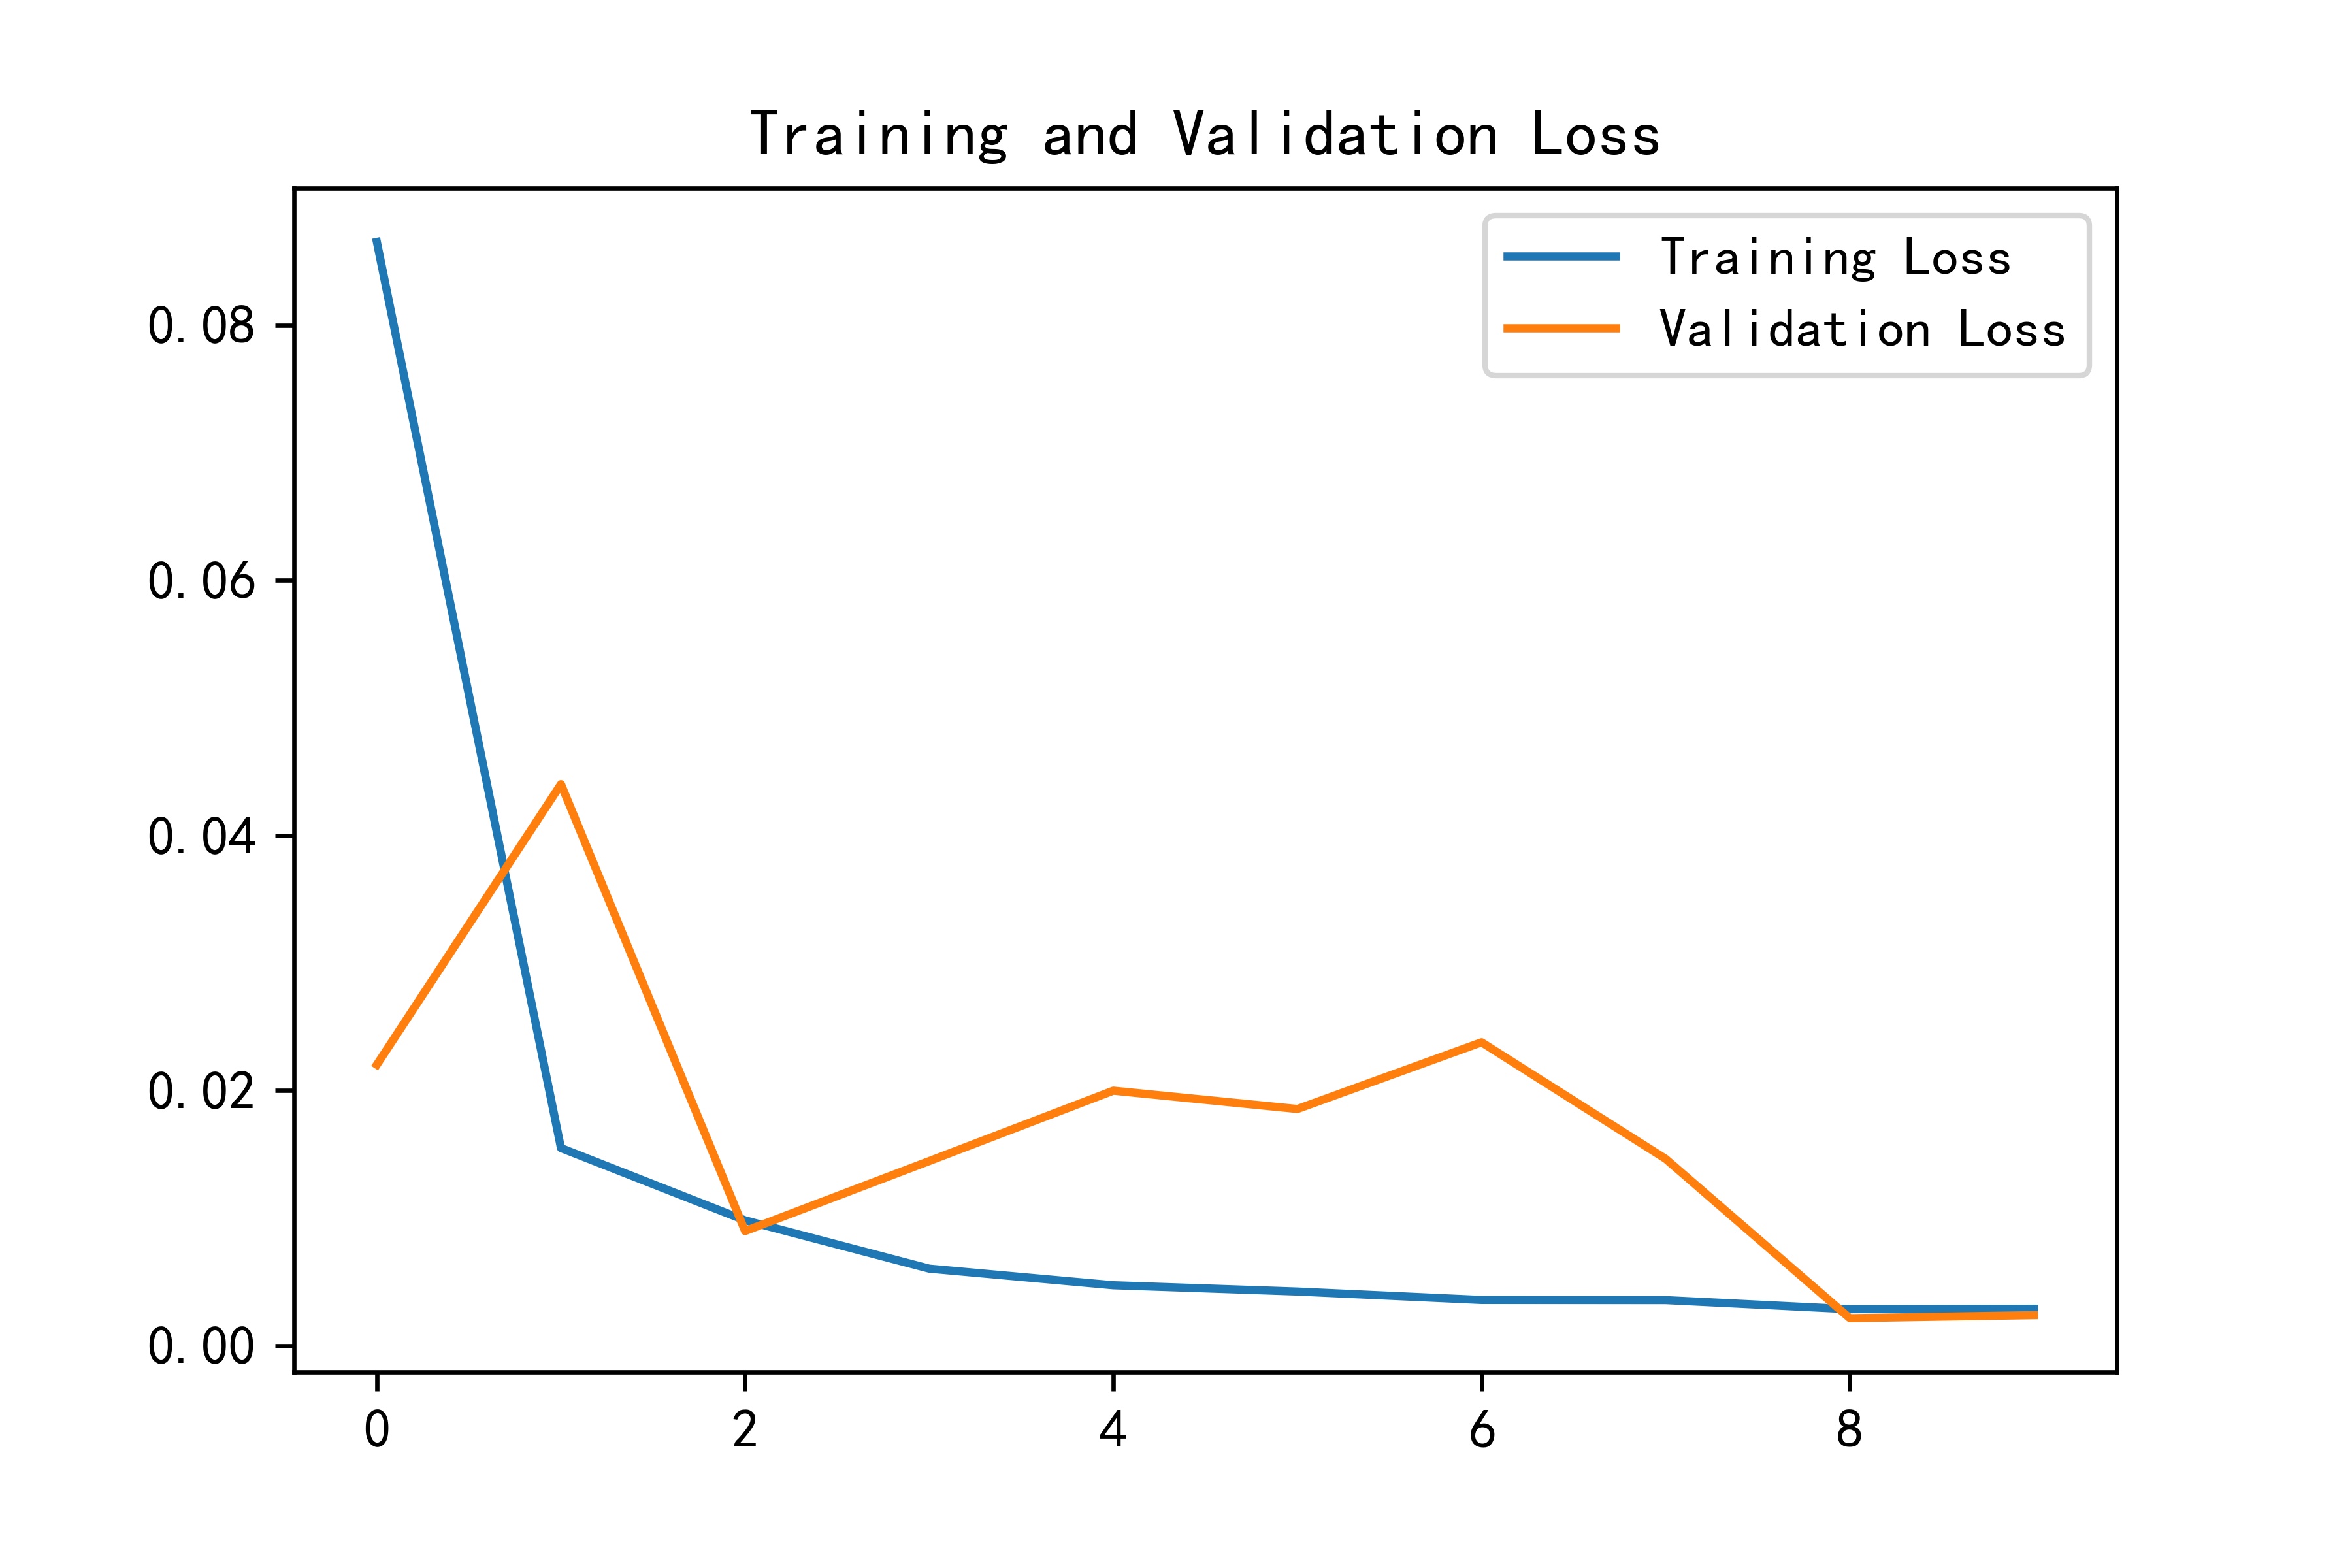 Training and Validation Loss
Training Loss
Validation Loss
0.08
0.06
0.04
0.02
0.00
0 2 4 6 8